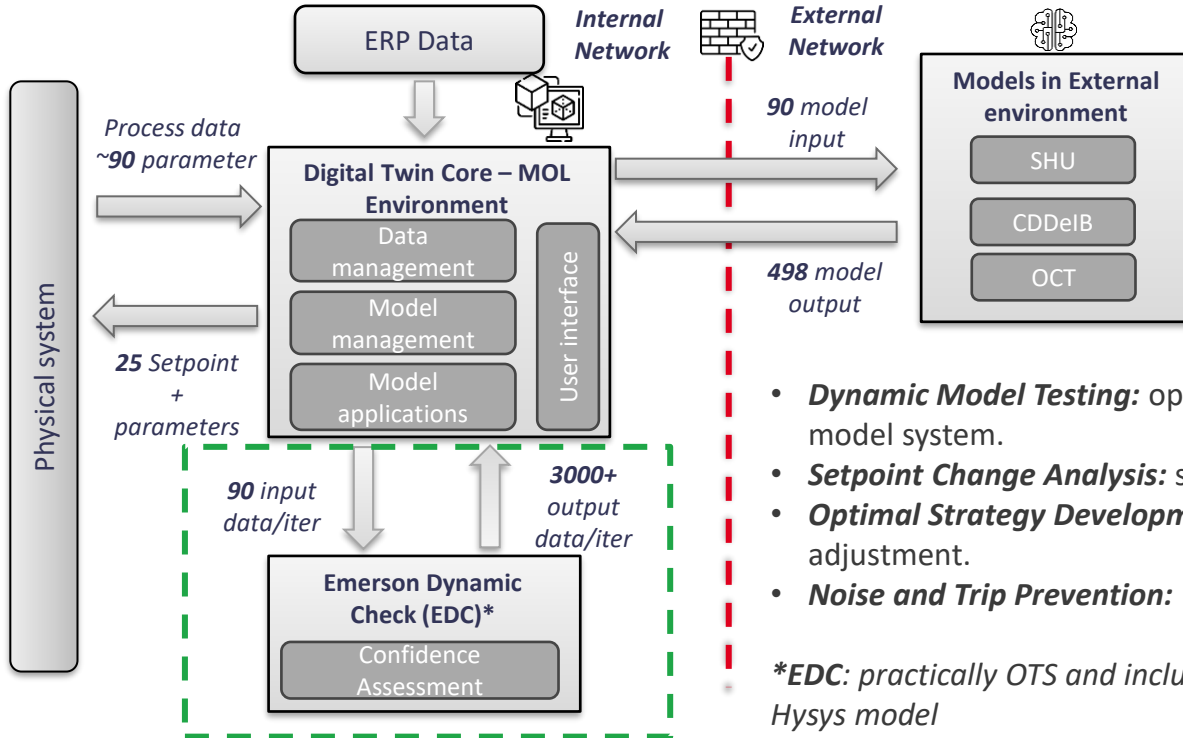 ERP Data
Internal
Network
External
Network
Physical system
Process data
~90 parameter
25 Setpoint
+
parameters
Digital Twin Core – MOL
Environment
Data
management
Model
management
Model
applications
User interface
90 model
input
498 model
output
Models in External
environment
SHU
CDDeIB
OCT
90 input
data/iter
3000+
output
data/iter
Emerson Dynamic
Check (EDC)*
Confidence
Assessment
• Dynamic Model Testing: op
model system.
• Setpoint Change Analysis: s
• Optimal Strategy Developm
adjustment.
• Noise and Trip Prevention:
*EDC: practically OTS and inclu
Hysys model